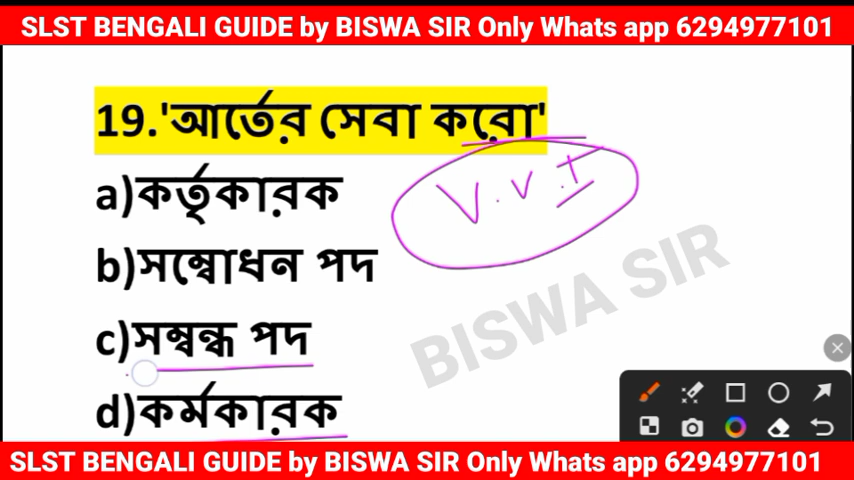 SLST BENGALI GUIDE by BISWA SIR Only Whats app 6294977101
19.'আর্তের সেবা করো'
a)কর্তৃকারক
V.V.I
b)সম্বোধন পদ
BISWA SIR
c)সম্বন্ধ পদ
d)কর্মকারক
SLST BENGALI GUIDE by BISWA SIR Only Whats app 6294977101